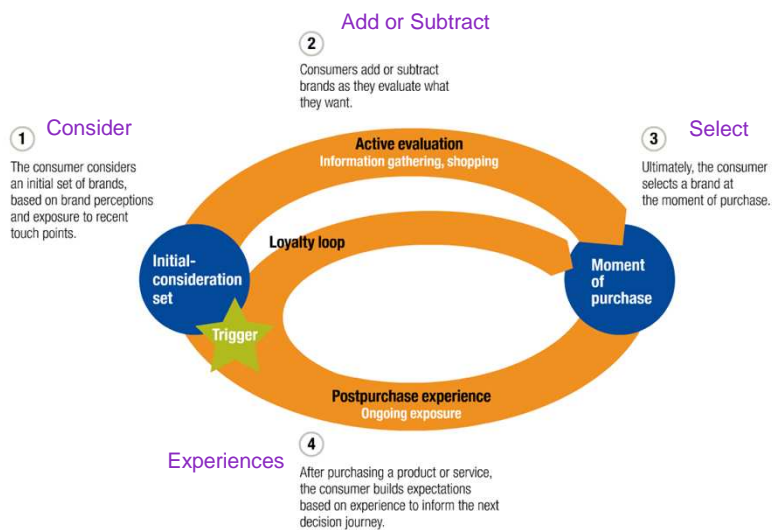 Add or Subtract
2
Consumers add or subtract
brands as they evaluate what
they want.
1
Consider
The consumer considers
an initial set of brands,
based on brand perceptions
and exposure to recent
touch points.
3
Select
Ultimately, the consumer
selects a brand at
the moment of purchase.
Active evaluation
Information gathering, shopping
Loyalty loop
Initial-
consideration
set
Moment
of
purchase
Trigger
Postpurchase experience
Ongoing exposure
4
Experiences
After purchasing a product or service,
the consumer builds expectations
based on experience to inform the next
decision journey.